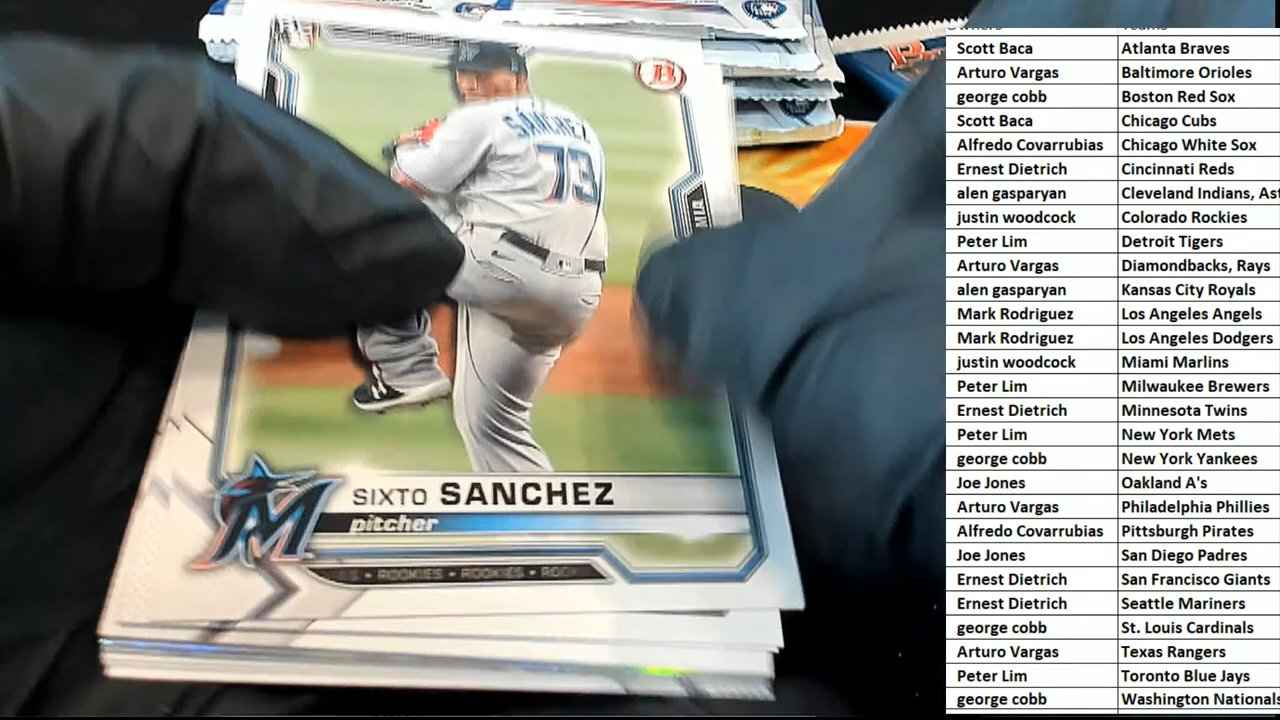 Scott Baca Atlanta Braves
Arturo Vargas Baltimore Orioles
george cobb Boston Red Sox
Scott Baca Chicago Cubs
Alfredo Covarrubias Chicago White Sox
Ernest Dietrich Cincinnati Reds
alen gasparyan Cleveland Indians, Ast
justin woodcock Colorado Rockies
Peter Lim Detroit Tigers
Arturo Vargas Diamondbacks, Rays
alen gasparyan Kansas City Royals
Mark Rodriguez Los Angeles Angels
Mark Rodriguez Los Angeles Dodgers
justin woodcock Miami Marlins
Peter Lim Milwaukee Brewers
Ernest Dietrich Minnesota Twins
Peter Lim New York Mets
george cobb New York Yankees
Joe Jones Oakland A's
Arturo Vargas Philadelphia Phillies
Alfredo Covarrubias Pittsburgh Pirates
Joe Jones San Diego Padres
Ernest Dietrich San Francisco Giants
Ernest Dietrich Seattle Mariners
george cobb St. Louis Cardinals
Arturo Vargas Texas Rangers
Peter Lim Toronto Blue Jays
george cobb Washington Nationals
B
SANCHEZ
73
MIA
SIXTO SANCHEZ
pitcher
M
• ROOKIES • ROOKIES • ROO